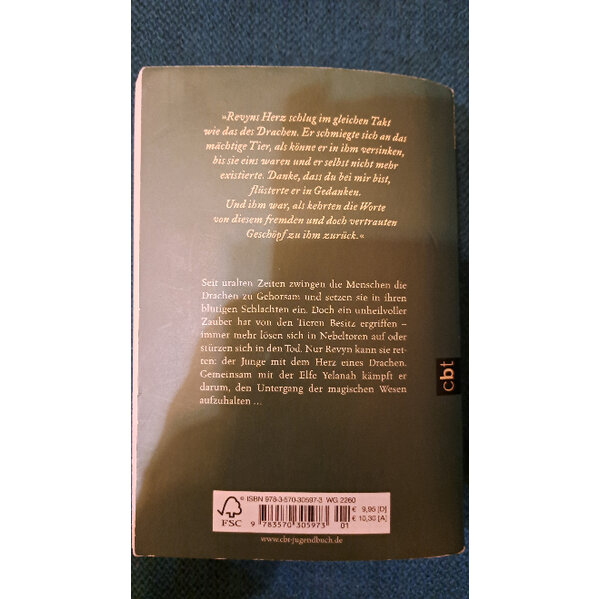 »Revyns Herz schlug im gleichen Takt
wie das des Drachen. Er schmiegte sich an das
mächtige Tier, als könne er in ihm versinken,
bis sie eins waren und er selbst nicht mehr
existierte. Danke, dass du bei mir bist,
flüsterte er in Gedanken.
Und ihm war, als kehrten die Worte
von diesem fremden und doch vertrauten
Geschöpf zu ihm zurück.«
Seit uralten Zeiten zwingen die Menschen die
Drachen zu Gehorsam und setzen sie in ihren
blutigen Schlachten ein. Doch ein unheilvoller
Zauber hat von den Tieren Besitz ergriffen –
immer mehr lösen sich in Nebeltoren auf oder
stürzen sich in den Tod. Nur Revyn kann sie ret-
ten: der Junge mit dem Herz eines Drachen.
Gemeinsam mit der Elfe Yelanah kämpft er
darum, den Untergang der magischen Wesen
aufzuhalten ...
cbt
FSC
ISBN 978-3-570-30597-3 WG 2260
€ 9,95 [D]
€ 10,30 [A]
9 783570 305973 01
www.cbt-jugendbuch.de